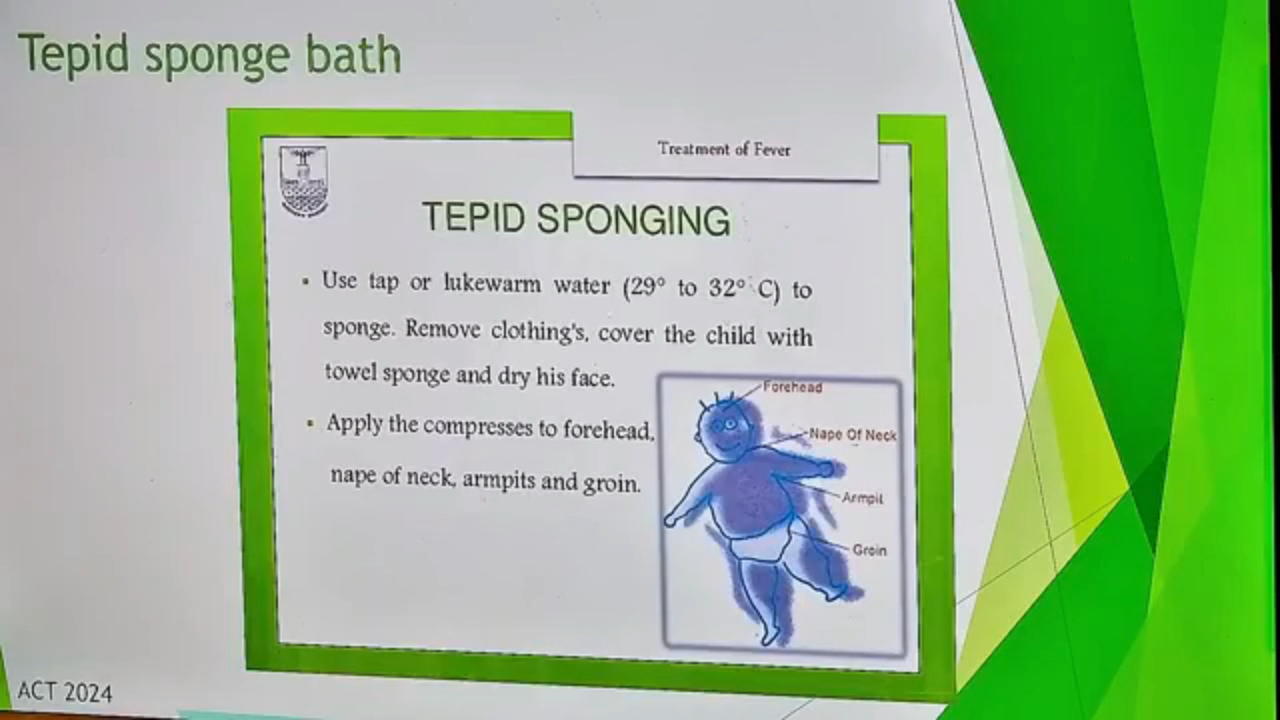 Tepid sponge bath
Treatment of Fever
TEPID SPONGING
Use tap or lukewarm water (29° to 32° C) to
sponge. Remove clothing's, cover the child with
towel sponge and dry his face.
Apply the compresses to forehead,
nape of neck, armpits and groin.
Forehead
Nape Of Neck
Armpit
Groin
ACT 2024